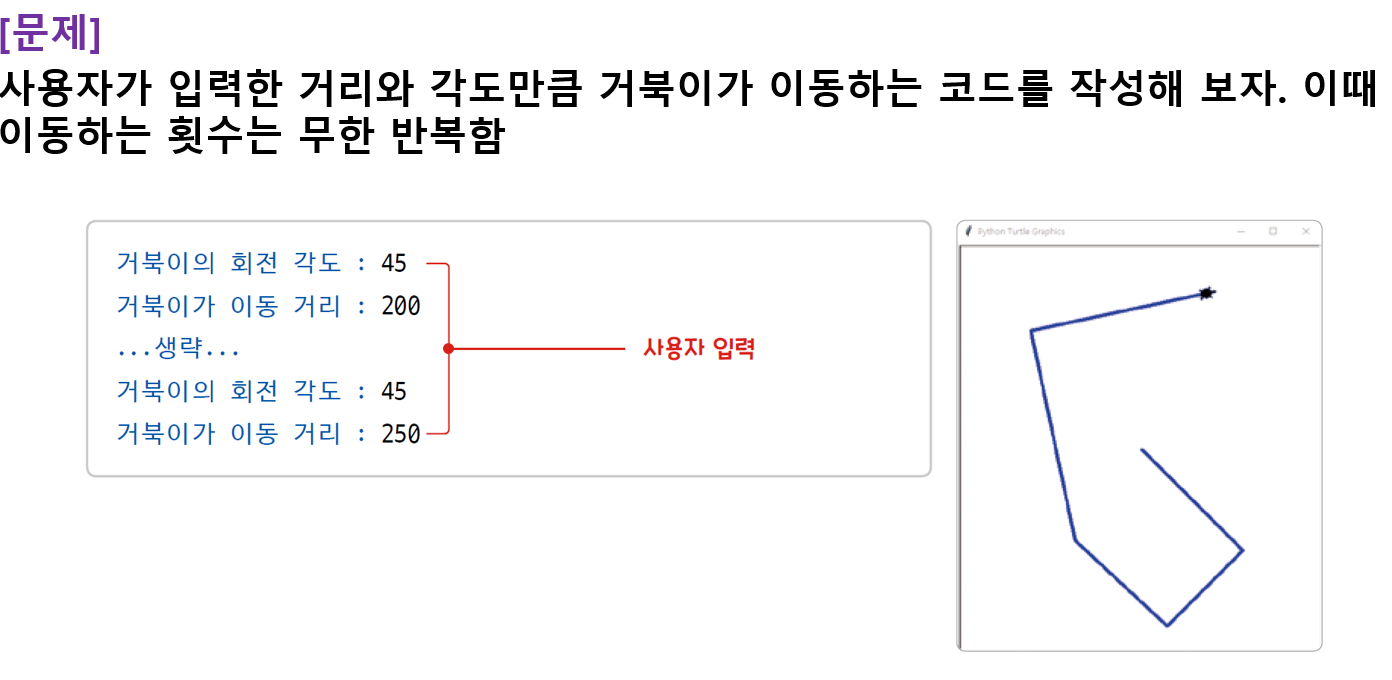 [문제]
사용자가 입력한 거리와 각도만큼 거북이가 이동하는 코드를 작성해 보자. 이때
이동하는 횟수는 무한 반복함
거북이의 회전 각도 : 45
거북이가 이동 거리 : 200
...생략...
사용자 입력
거북이의 회전 각도 : 45
거북이가 이동 거리 : 250
Python Turtle Graphics